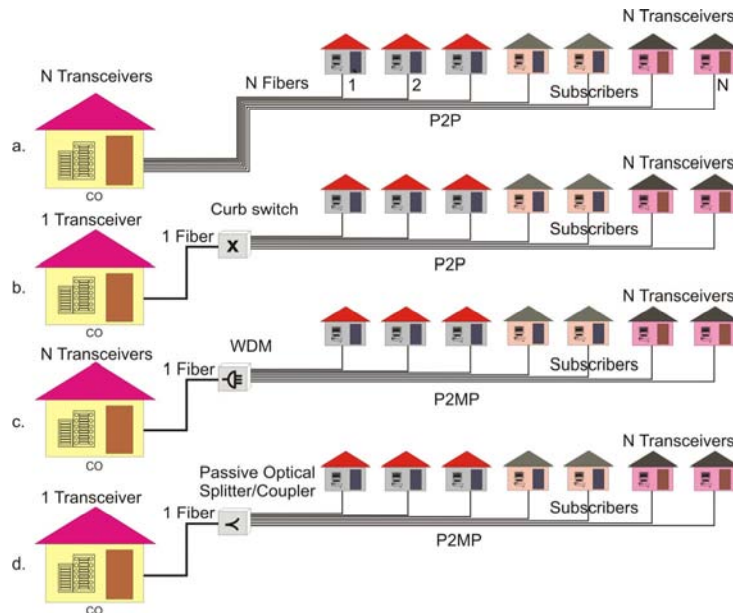 N Transceivers
N Transceivers
N Fibers
1
2
N
Subscribers
P2P
a.
CO
N Transceivers
1 Transceiver
Curb switch
1 Fiber
X
Subscribers
P2P
b.
CO
N Transceivers
N Transceivers
WDM
1 Fiber
Subscribers
P2MP
c.
CO
N Transceivers
1 Transceiver
Passive Optical
Splitter/Coupler
1 Fiber
Subscribers
P2MP
d.
CO